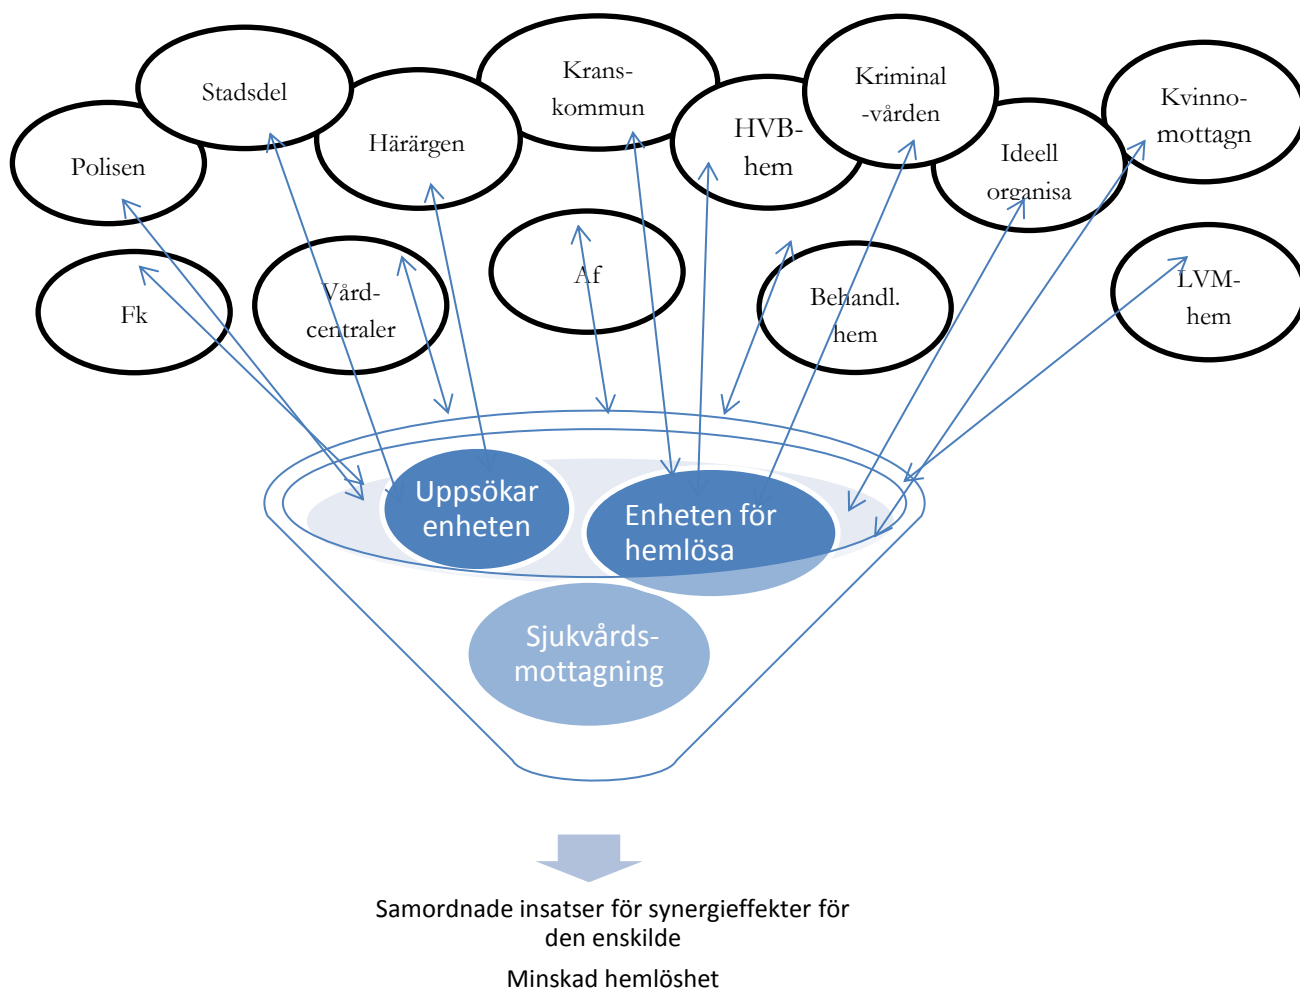 Stadsdel
Krans-
kommun
Kriminal
-vården
Kvinno-
mottagn
Polisen
Härärgen
HVB-
hem
Ideell
organisa
Fk
Vård-
centraler
Af
Behandl.
hem
LVM-
hem
Uppsökar
enheten
Enheten för
hemlösa
Sjukvårds-
mottagning
Samordnade insatser för synergieffekter för
den enskilde
Minskad hemlöshet